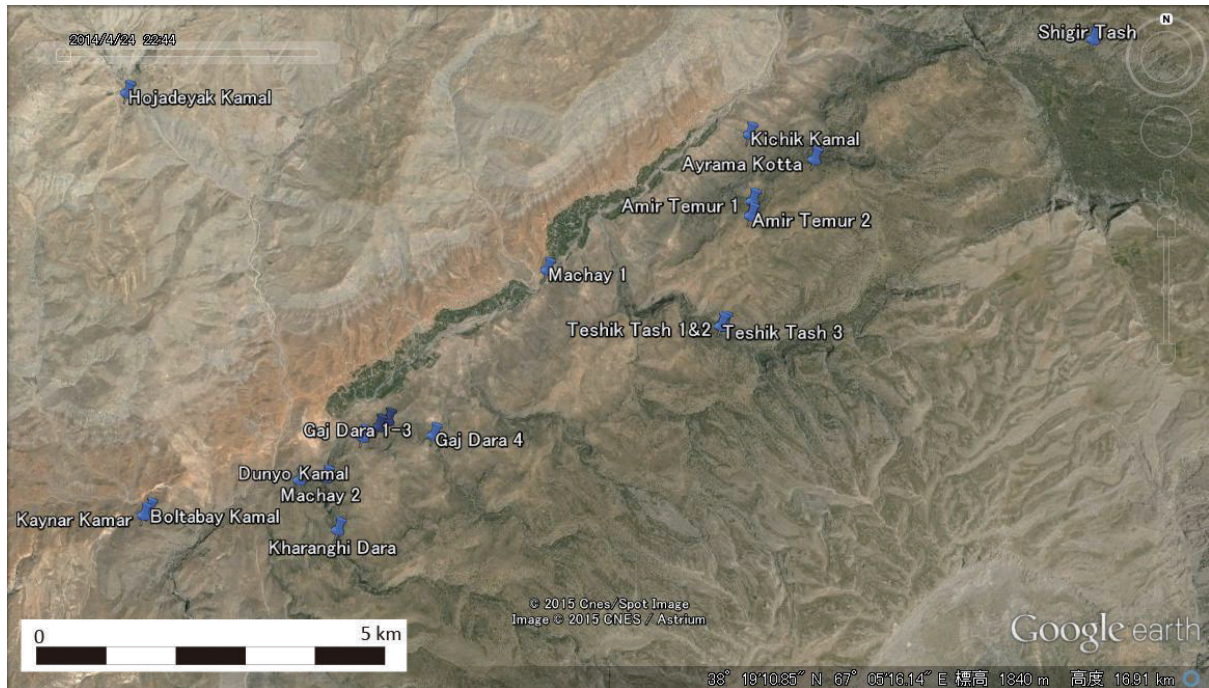 2014/4/24 22:44
N
Shigir Tash
Hojadeyak Kamal
Kichik Kamal
Ayrama Kotta
Amir Temur 1
Amir Temur 2
Machay 1
Teshik Tash 1&2
Teshik Tash 3
Gaj Dara 1-3
Gaj Dara 4
Dunyo Kamal
Machay 2
Kaynar Kamar
Boltabay Kamal
Kharanghi Dara
© 2015 Cnes/Spot Image
Image © 2015 CNES / Astrium
Google earth
0 5 km
38° 19'10.85" N 67° 05'16.14" E 標高 1840 m 高度 16.91 km